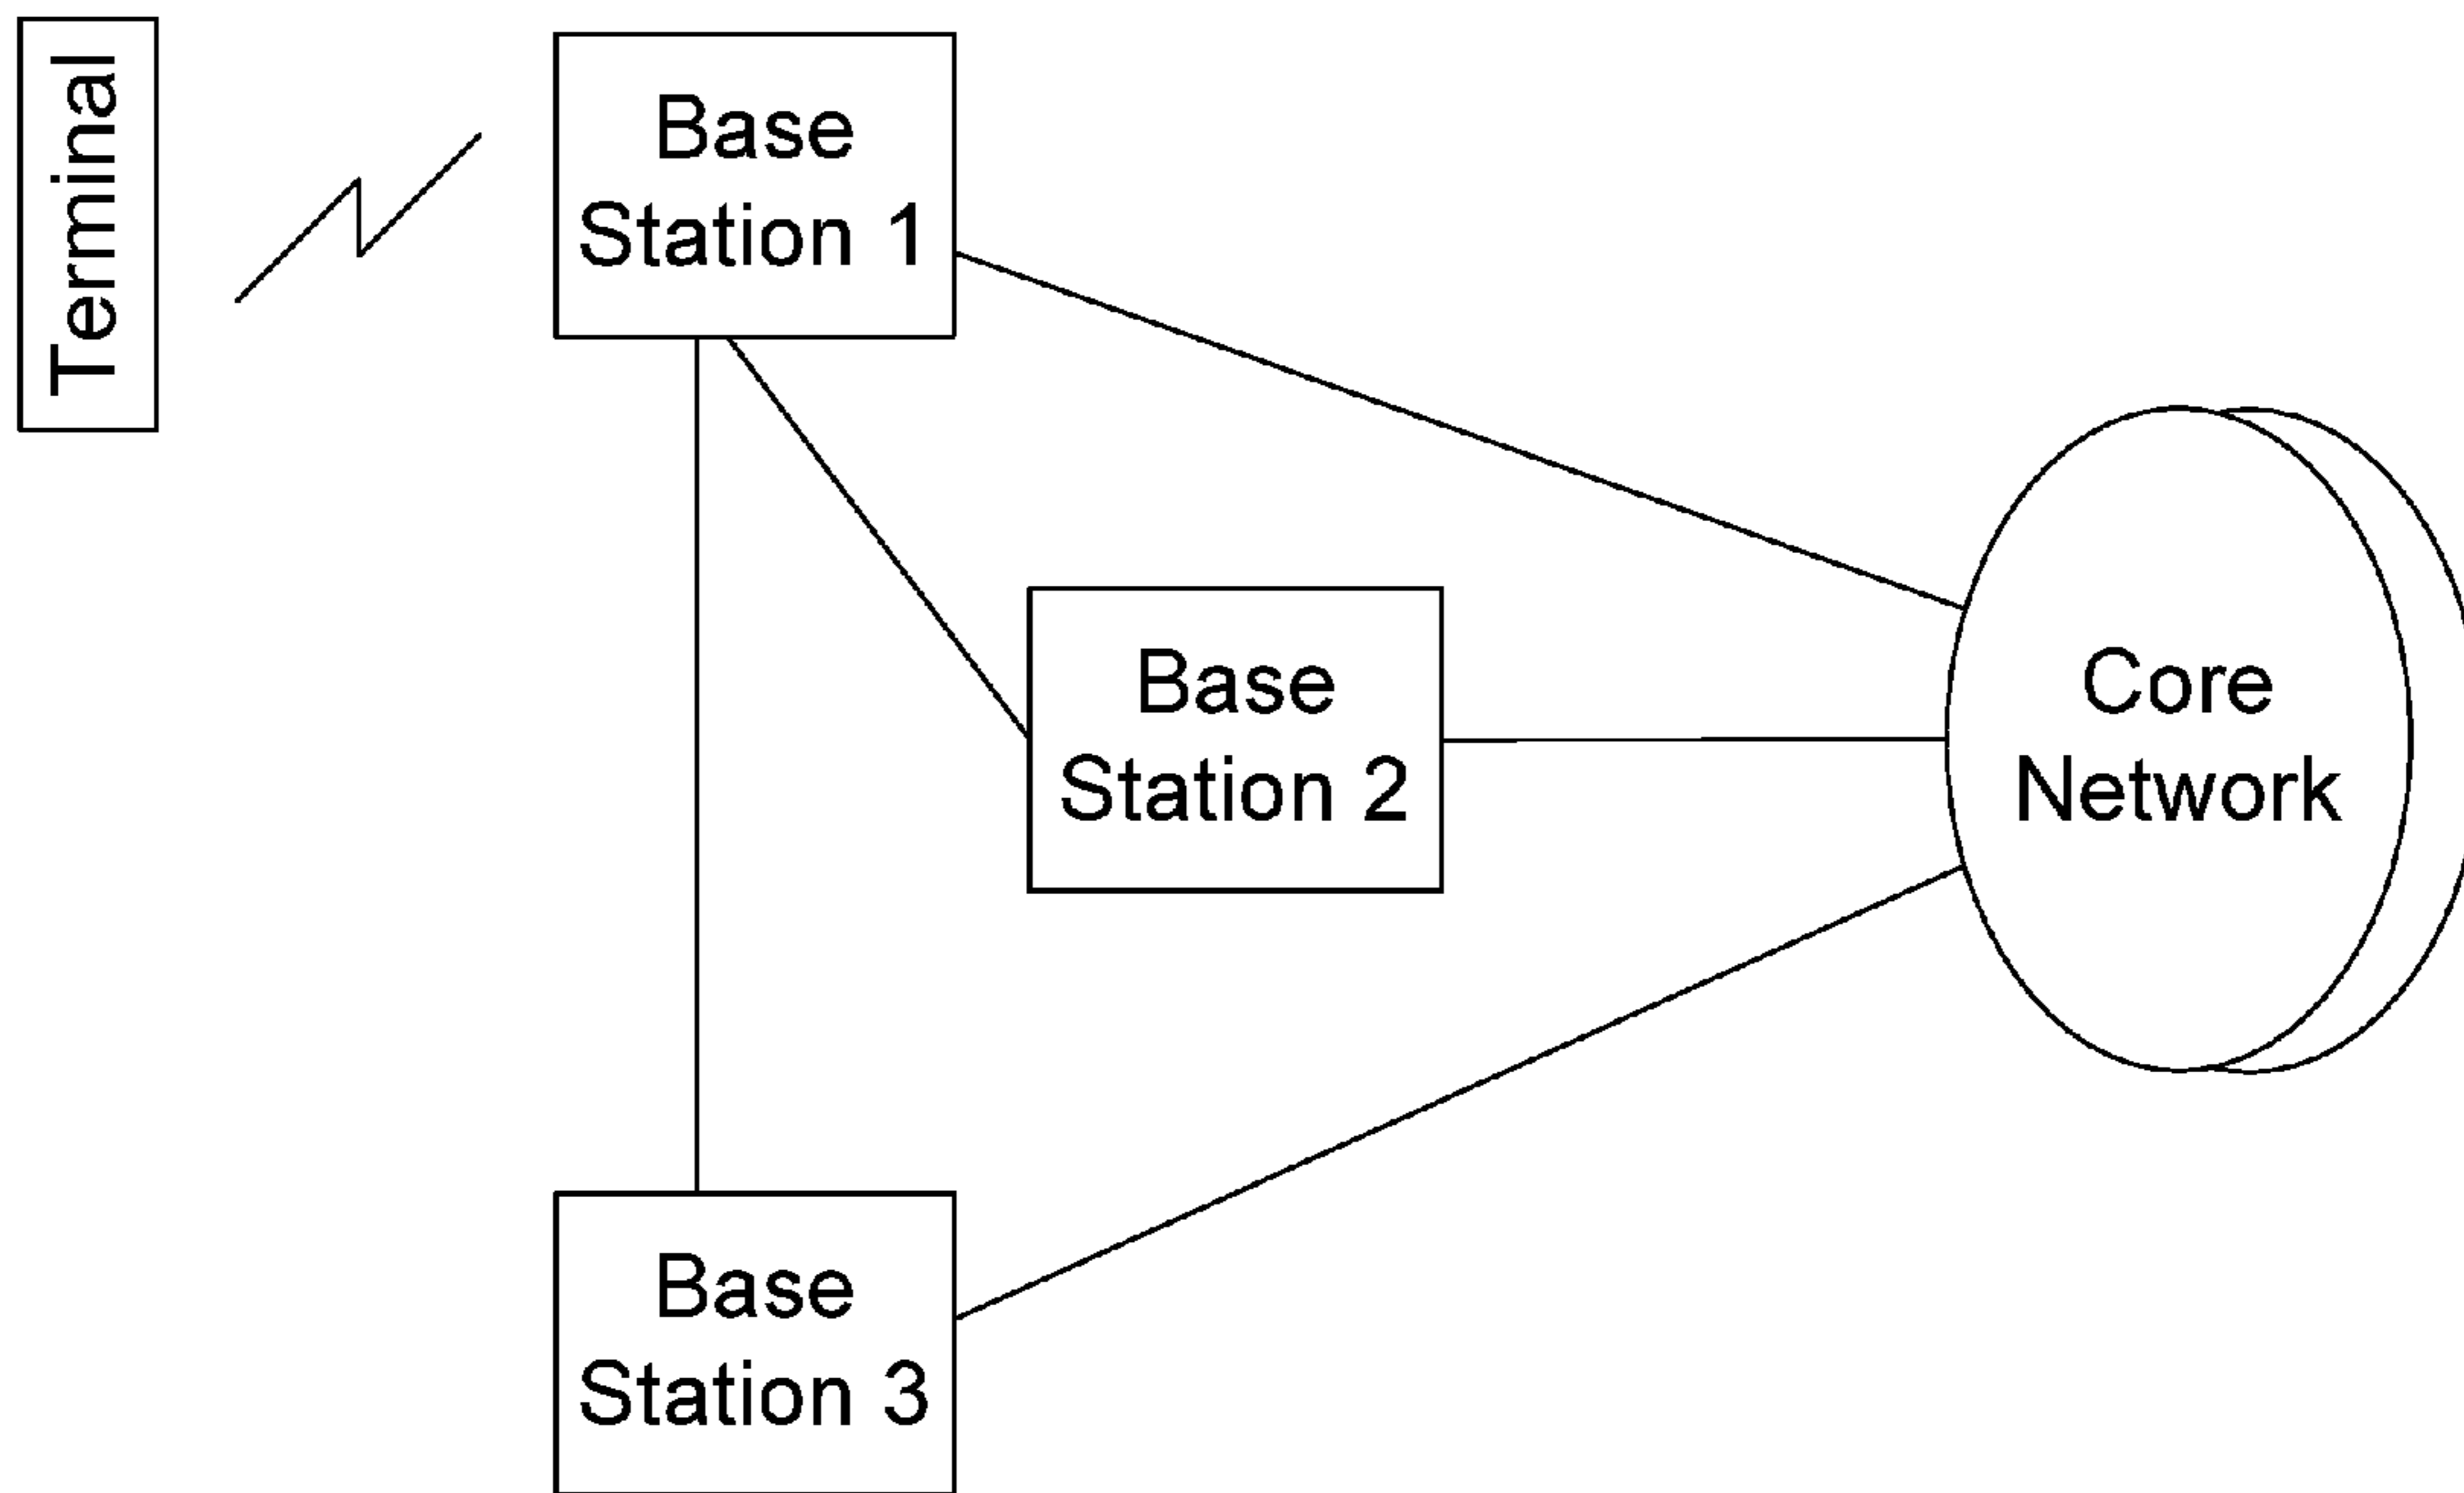 Terminal
Base
Station 1
Base
Station 2
Core
Network
Base
Station 3